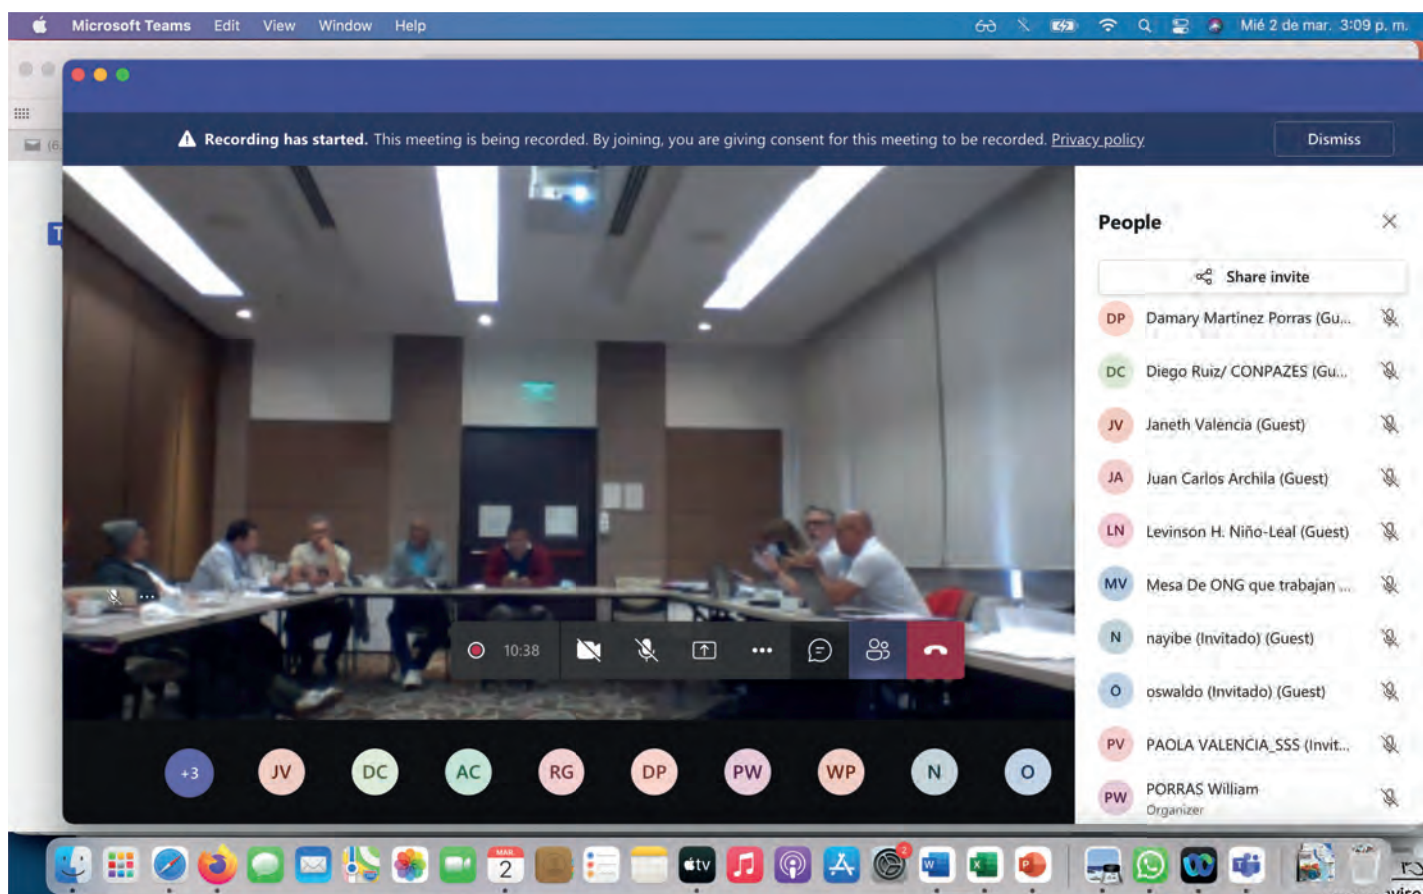 Microsoft Teams Edit View Window Help
Mié 2 de mar. 3:09 p. m.
Recording has started. This meeting is being recorded. By joining, you are giving consent for this meeting to be recorded. Privacy policy
Dismiss
(6.
T
People
Share invite
DP Damary Martinez Porras (Gu...
DC Diego Ruiz/ CONPAZES (Gu...
JV Janeth Valencia (Guest)
JA Juan Carlos Archila (Guest)
LN Levinson H. Niño-Leal (Guest)
MV Mesa De ONG que trabajan ...
N nayibe (Invitado) (Guest)
O oswaldo (Invitado) (Guest)
PV PAOLA VALENCIA_SSS (Invit...
PW PORRAS William
Organizer
10:38
+3 JV DC AC RG DP PW WP N O
MAR.
2
tv
2
W
X
P
T